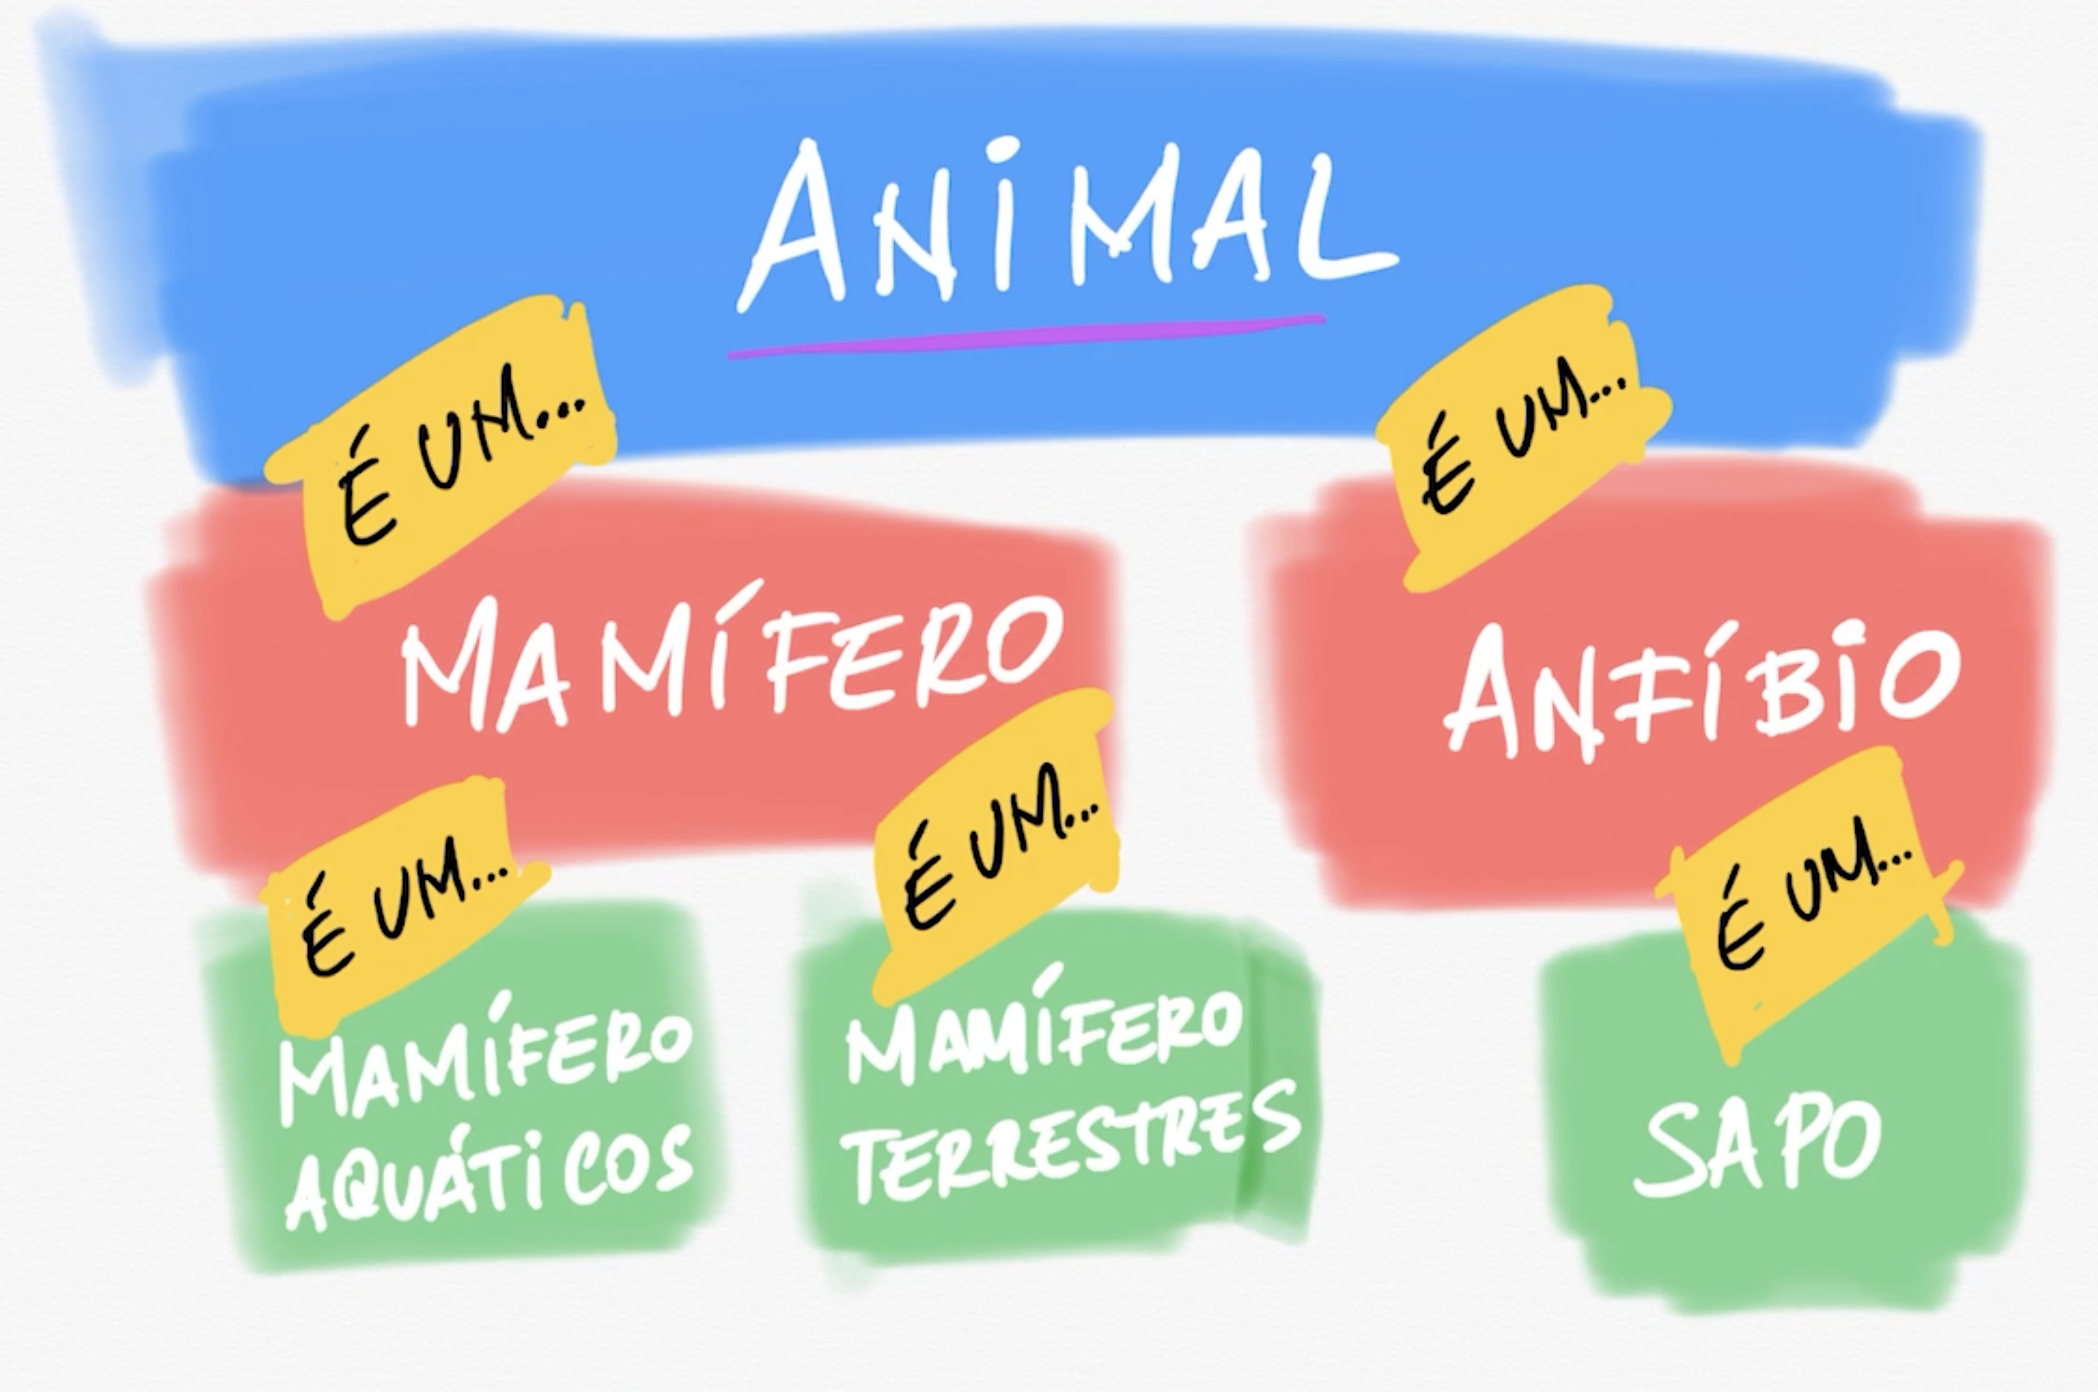 ANIMAL
É UM...
É UM...
MAMÍFERO
ANFÍBIO
É UM...
É UM...
É UM...
MAMÍFERO
AQUÁTICOS
MAMÍFERO
TERRESTRES
SAPO